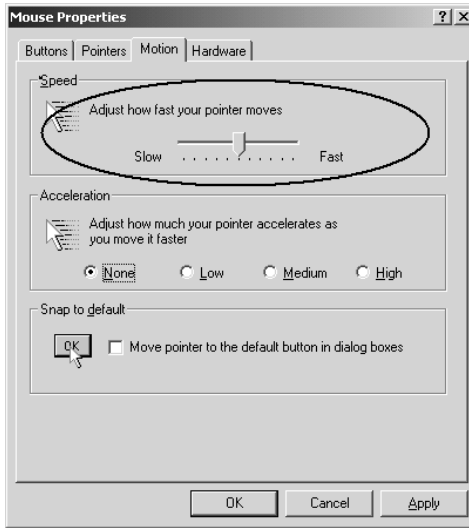 Mouse Properties
Buttons Pointers Motion Hardware
Speed
Adjust how fast your pointer moves
Slow Fast
Acceleration
Adjust how much your pointer accelerates as
you move it faster
None Low Medium High
Snap to default
OK Move pointer to the default button in dialog boxes
OK Cancel Apply